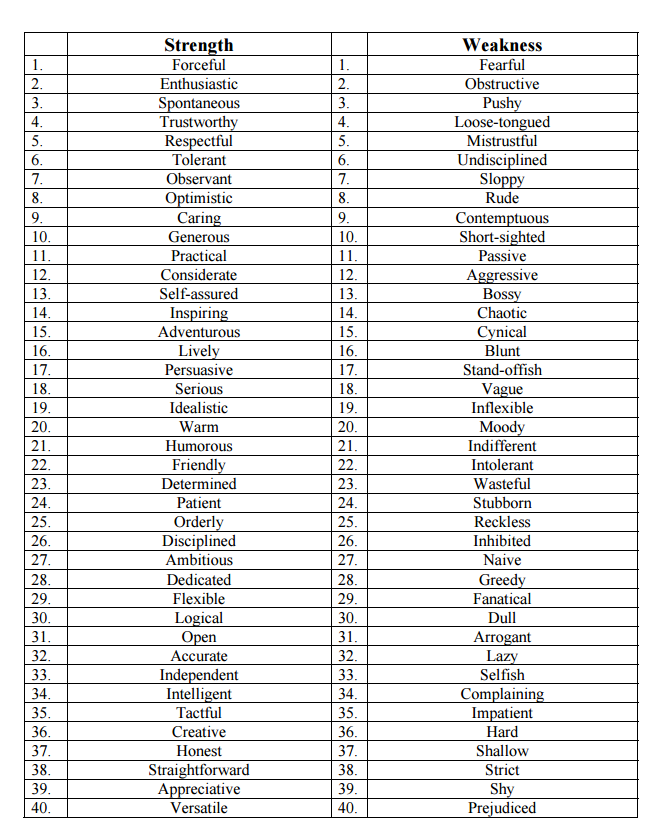 Strength Weakness
1. Forceful 1. Fearful
2. Enthusiastic 2. Obstructive
3. Spontaneous 3. Pushy
4. Trustworthy 4. Loose-tongued
5. Respectful 5. Mistrustful
6. Tolerant 6. Undisciplined
7. Observant 7. Sloppy
8. Optimistic 8. Rude
9. Caring 9. Contemptuous
10. Generous 10. Short-sighted
11. Practical 11. Passive
12. Considerate 12. Aggressive
13. Self-assured 13. Bossy
14. Inspiring 14. Chaotic
15. Adventurous 15. Cynical
16. Lively 16. Blunt
17. Persuasive 17. Stand-offish
18. Serious 18. Vague
19. Idealistic 19. Inflexible
20. Warm 20. Moody
21. Humorous 21. Indifferent
22. Friendly 22. Intolerant
23. Determined 23. Wasteful
24. Patient 24. Stubborn
25. Orderly 25. Reckless
26. Disciplined 26. Inhibited
27. Ambitious 27. Naive
28. Dedicated 28. Greedy
29. Flexible 29. Fanatical
30. Logical 30. Dull
31. Open 31. Arrogant
32. Accurate 32. Lazy
33. Independent 33. Selfish
34. Intelligent 34. Complaining
35. Tactful 35. Impatient
36. Creative 36. Hard
37. Honest 37. Shallow
38. Straightforward 38. Strict
39. Appreciative 39. Shy
40. Versatile 40. Prejudiced